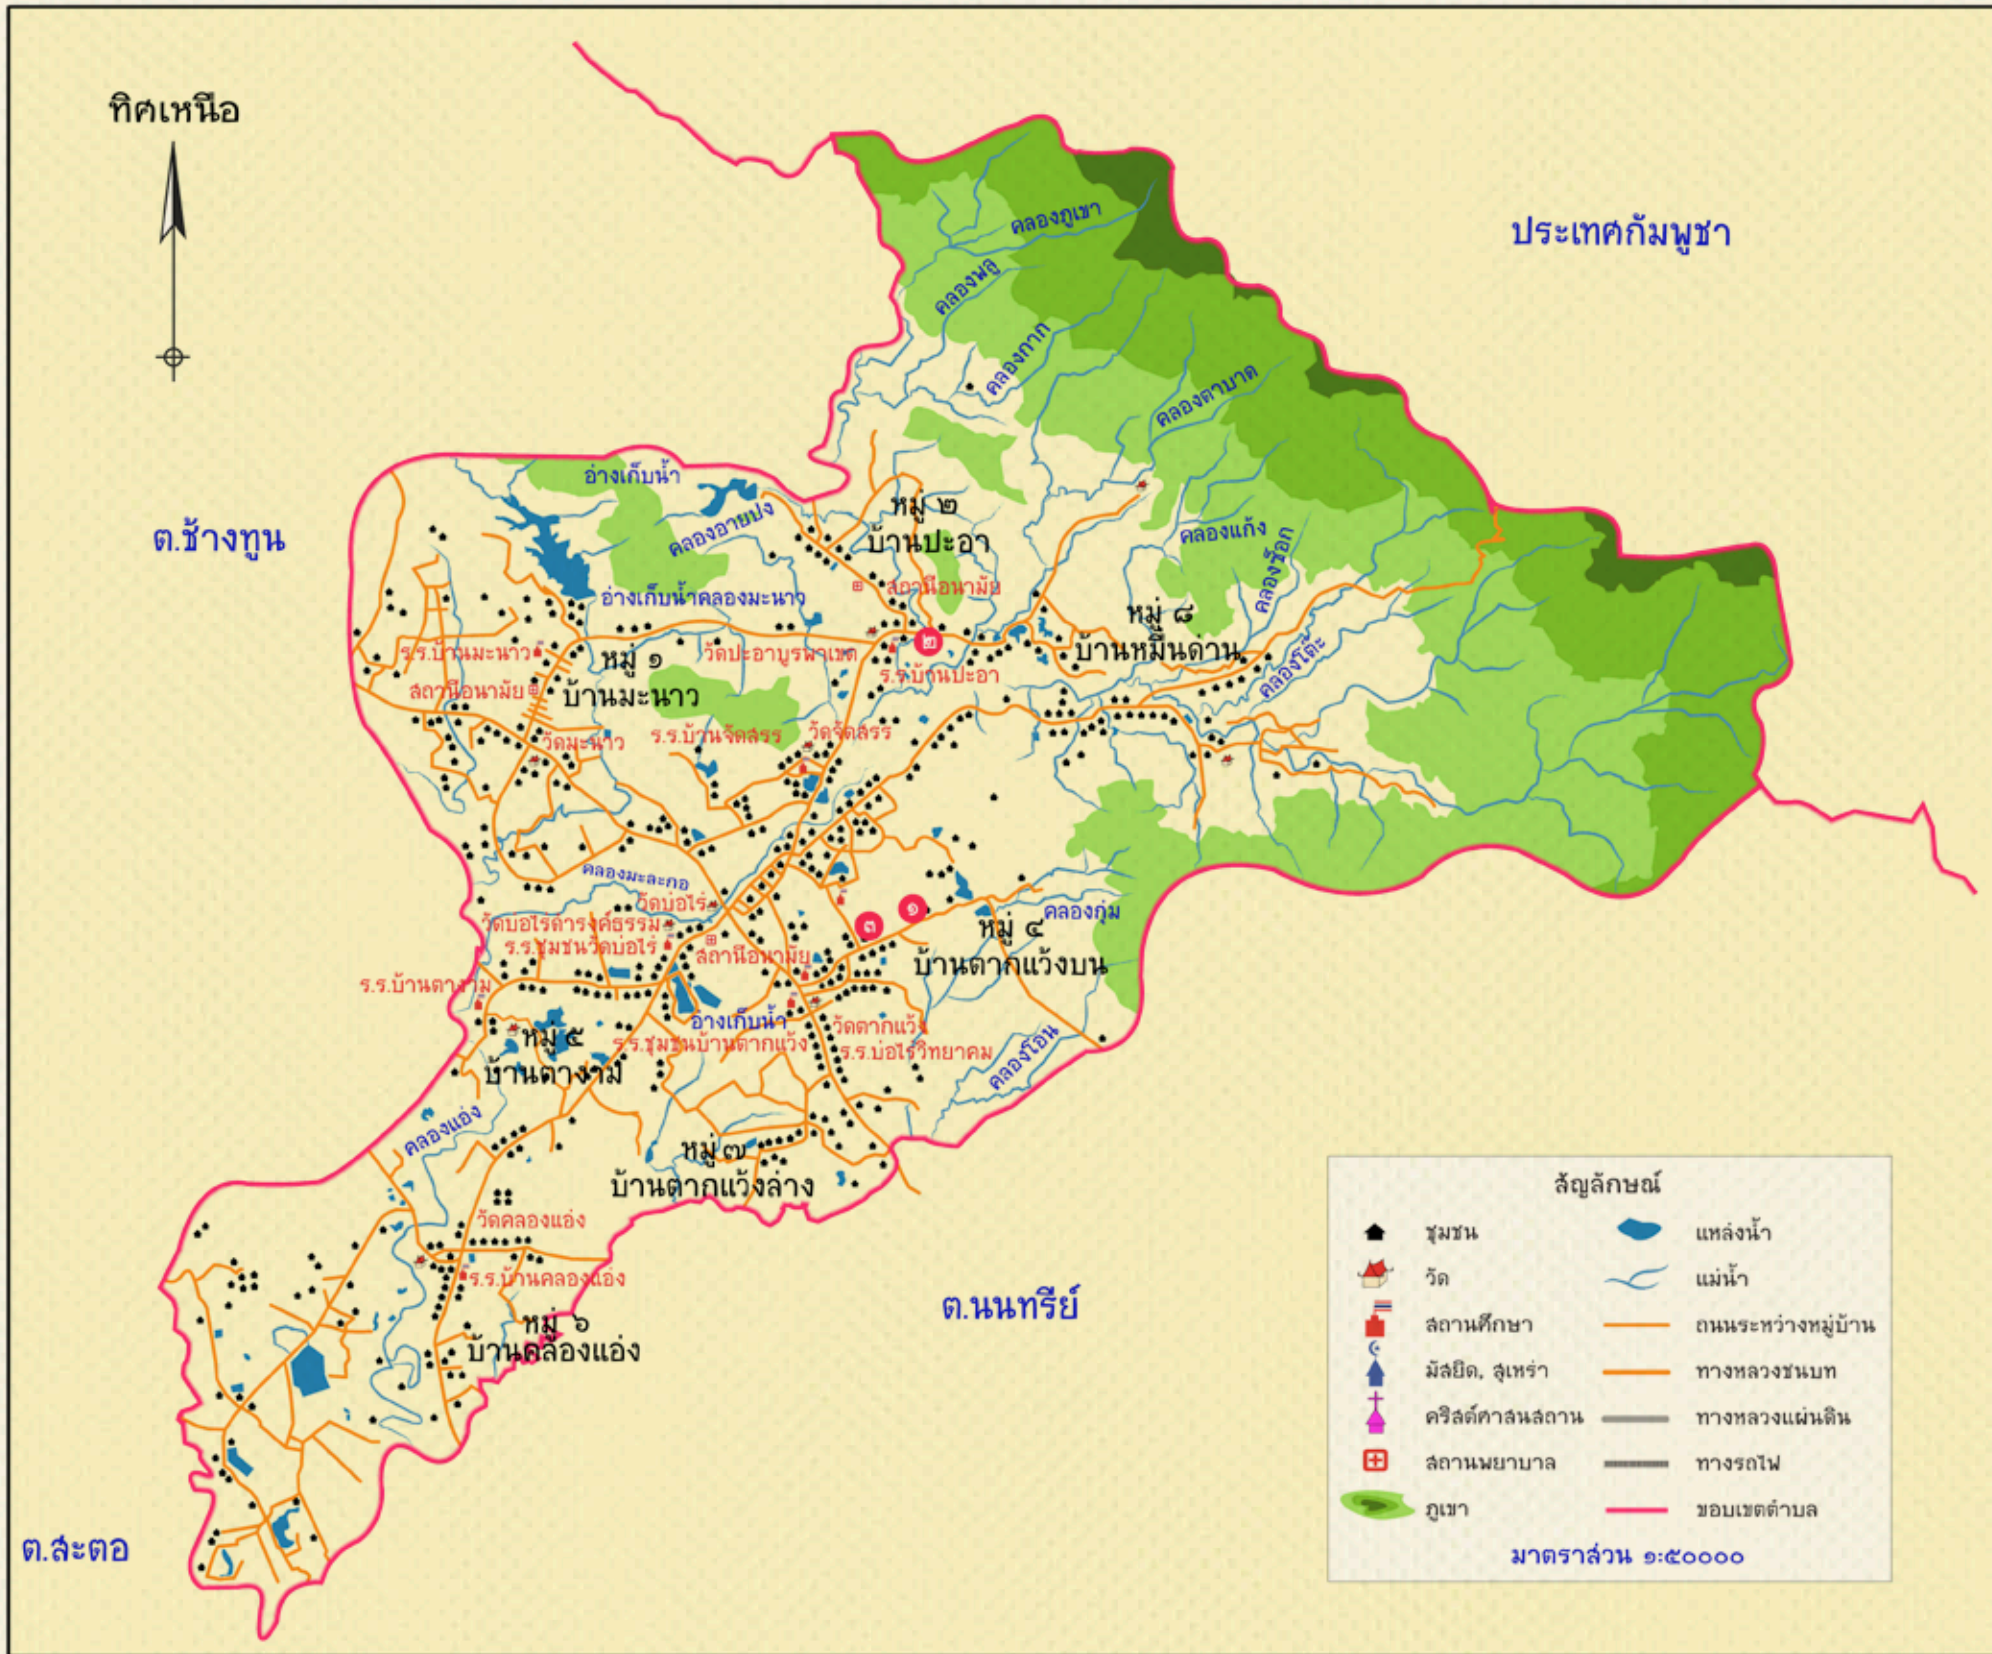 ทิศเหนือ
ประเทศกัมพูชา
คลองภูเขา
คลองพลู
คลองกาก
คลองตาบาด
อ่างเก็บน้ำ
คลองอายปง
หมู่ ๒
บ้านปะอา
ต.ช้างทูน
คลองแก้ง
คลองช็อก
สถานีอนามัย
อ่างเก็บน้ำคลองมะนาว
หมู่ ๘
บ้านหมื่นด่าน
๒
ร.ร.บ้านมะนาว
หมู่ ๑
วัดปะอาบูรพาเขต
ร.ร.บ้านปะอา
คลองโต๊ะ
สถานีอนามัย
บ้านมะนาว
วัดมะนาว
ร.ร.บ้านจัดสรร
วัดจัดสรร
คลองมะละกอ
วัดบ่อไร่
๑
คลองกุ่ม
วัดบ่อไร่ดำรงค์ธรรม
๓
หมู่ ๔
ร.ร.ชุมชนวัดบ่อไร่
สถานีอนามัย
บ้านตากแว้งบน
ร.ร.บ้านตางาม
อ่างเก็บน้ำ
วัดตากแว้ง
หมู่ ๕
ร.ร.ชุมชนบ้านตากแว้ง
ร.ร.บ่อไร่วิทยาคม
บ้านตางาม
คลองโอน
คลองแอ่ง
หมู่ ๗
บ้านตากแว้งล่าง
วัดคลองแอ่ง
ร.ร.บ้านคลองแอ่ง
ต.นนทรีย์
หมู่ ๖
บ้านคลองแอ่ง
ต.สะตอ
สัญลักษณ์
ชุมชน
แหล่งน้ำ
วัด
แม่น้ำ
สถานศึกษา
ถนนระหว่างหมู่บ้าน
มัสยิด, สุเหร่า
ทางหลวงชนบท
คริสต์ศาสนสถาน
ทางหลวงแผ่นดิน
สถานพยาบาล
ทางรถไฟ
ภูเขา
ขอบเขตตำบล
มาตราส่วน ๑:๕๐๐๐๐